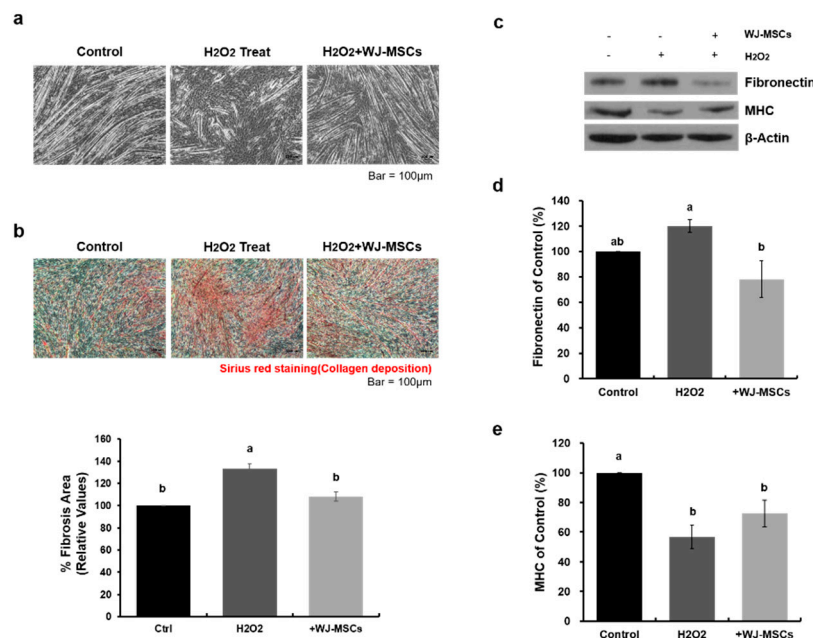 a
Control
H2O2 Treat
H2O2+WJ-MSCs
Bar = 100μm
b
Control
H2O2 Treat
H2O2+WJ-MSCs
Sirius red staining(Collagen deposition)
Bar = 100μm
% Fibrosis Area
(Relative Values)
160
140
120
100
80
60
40
20
0
b
a
b
Ctrl
H2O2
+WJ-MSCs
c
- - + WJ-MSCs
- + + H2O2
Fibronectin
MHC
β-Actin
d
Fibronectin of Control (%)
140
120
100
80
60
40
20
0
ab
a
b
Control
H2O2
+WJ-MSCs
e
MHC of Control (%)
120
100
80
60
40
20
0
a
b
b
Control
H2O2
+WJ-MSCs